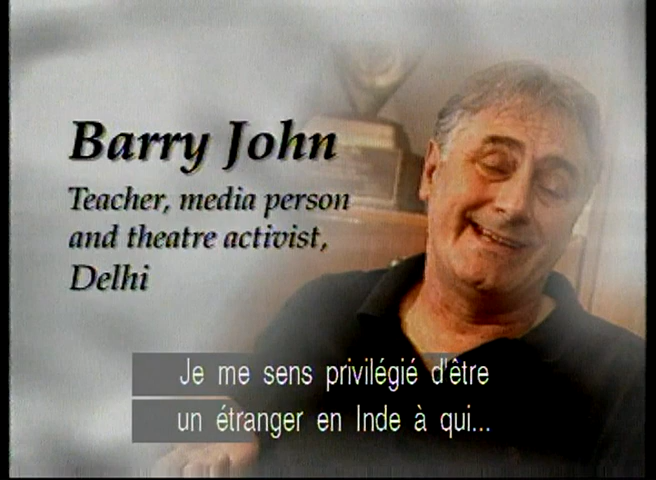 Barry John
Teacher, media person
and theatre activist,
Delhi
Je me sens privilégié d'être
un étranger en Inde à qui...